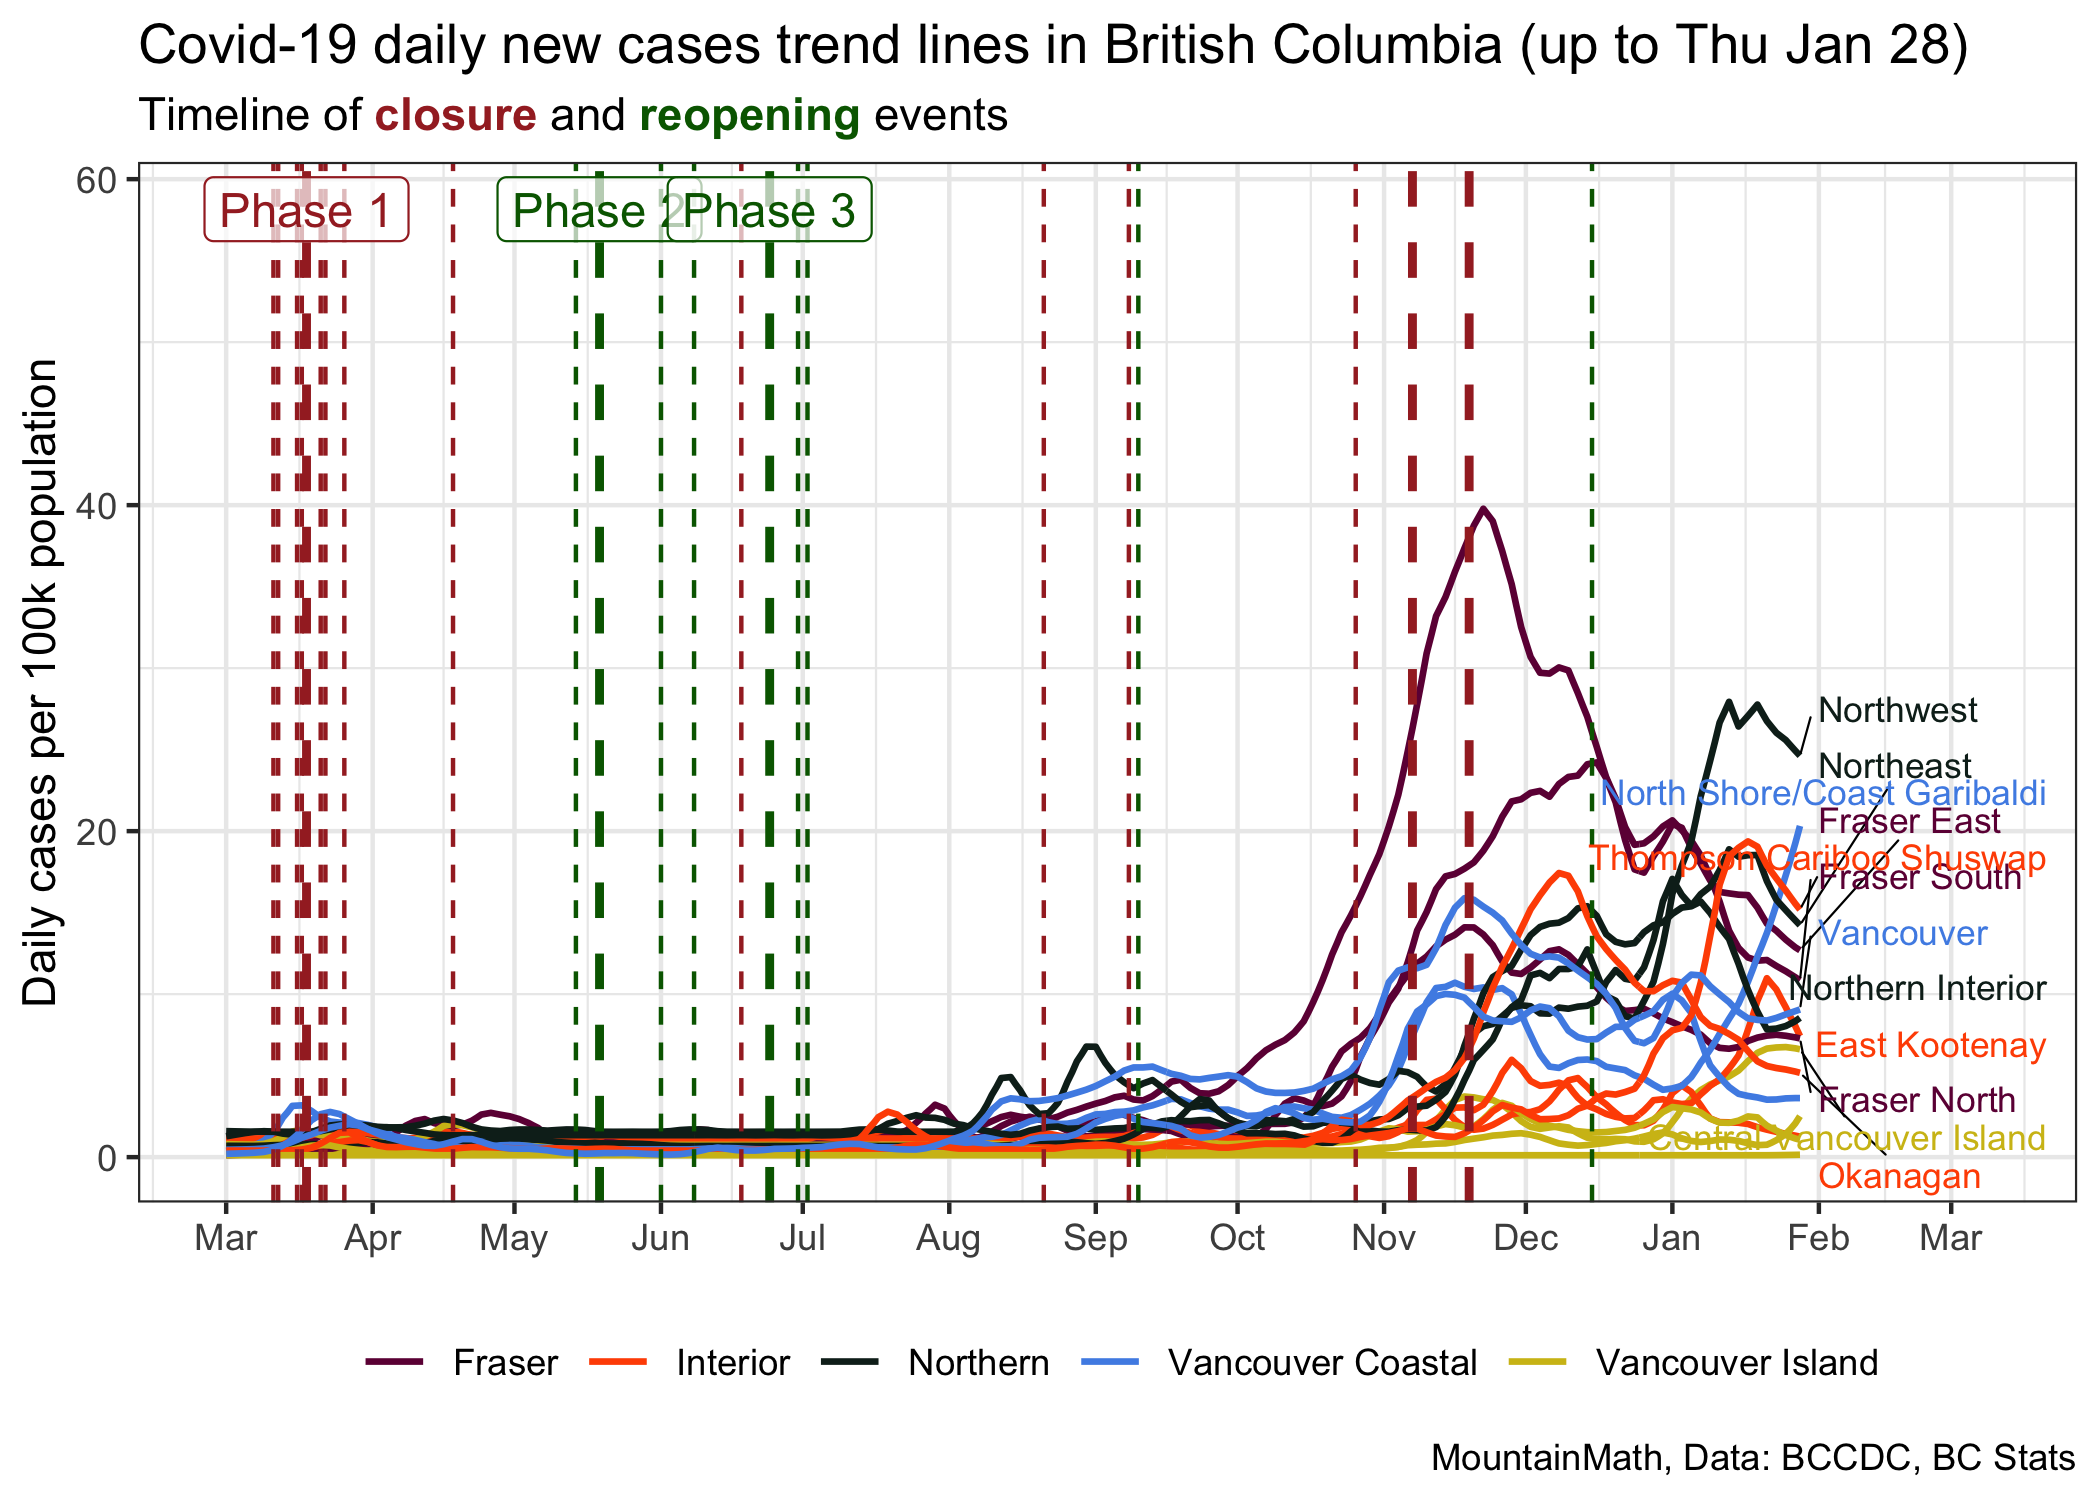 Covid-19 daily new cases trend lines in British Columbia (up to Thu Jan 28)
Timeline of closure and reopening events
Daily cases per 100k population
60
40
20
0
Phase 1
Phase 2
Phase 3
Northwest
Northeast
North Shore/Coast Garibaldi
Fraser East
Thompson Cariboo Shuswap
Fraser South
Vancouver
Northern Interior
East Kootenay
Fraser North
Central Vancouver Island
Okanagan
Mar Apr May Jun Jul Aug Sep Oct Nov Dec Jan Feb Mar
Fraser Interior Northern Vancouver Coastal Vancouver Island
MountainMath, Data: BCCDC, BC Stats